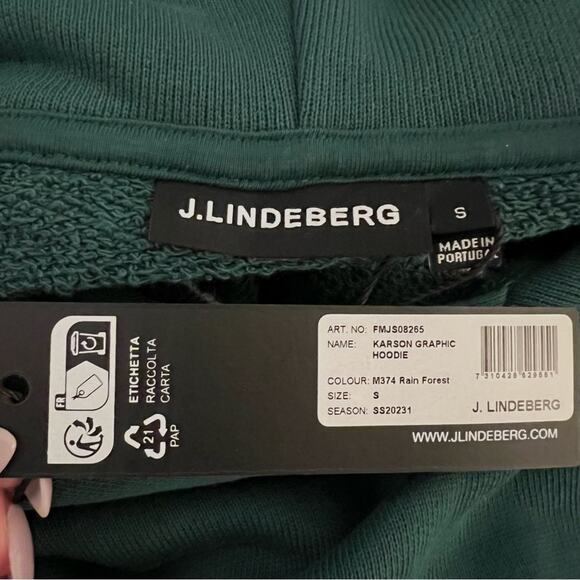 J.LINDEBERG
S
MADE IN
PORTUGAL
FR
ETICHETTA
RACCOLTA
CARTA
21
PAP
ART. NO: FMJS08265
NAME: KARSON GRAPHIC
HOODIE
COLOUR: M374 Rain Forest
SIZE: S
SEASON: SS20231
7310428629881
J. LINDEBERG
WWW.JLINDEBERG.COM